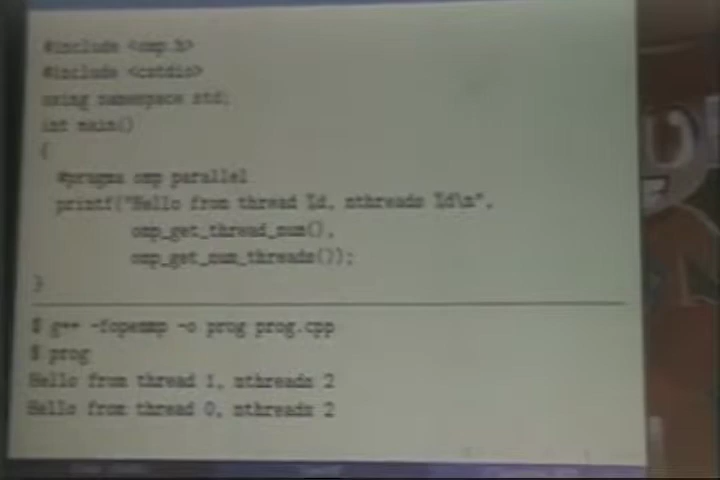 #include <omp.h>
#include <cstdio>
using namespace std;
int main()
{
#pragma omp parallel
printf("Hello from thread %d, nthreads %d\n",
omp_get_thread_num(),
omp_get_num_threads());
}
$ g++ -fopenmp -o prog prog.cpp
$ prog
Hello from thread 1, nthreads 2
Hello from thread 0, nthreads 2